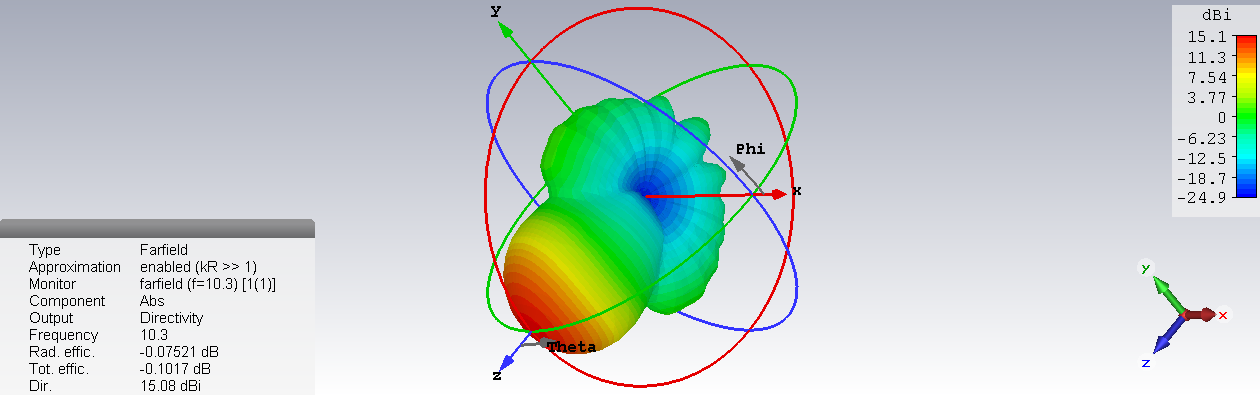 y
dBi
15.1
11.3
7.54
3.77
0
-6.23
-12.5
-18.7
-24.9
Phi
x
Type Farfield
Approximation enabled (kR >> 1)
Monitor farfield (f=10.3) [1(1)]
Component Abs
Output Directivity
Frequency 10.3
Rad. effic. -0.07521 dB
Tot. effic. -0.1017 dB
Dir. 15.08 dBi
Theta
z
y
x
z